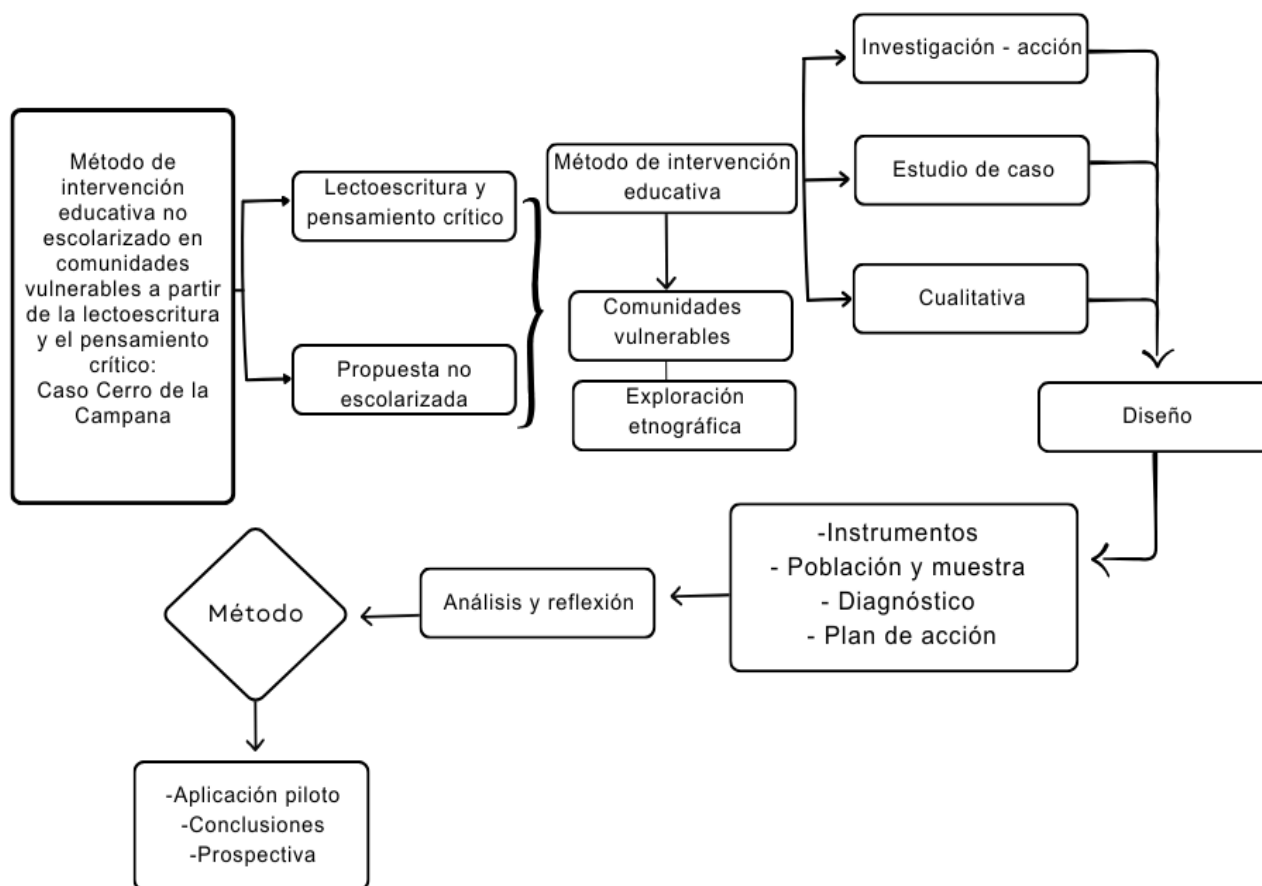 Método de
intervención
educativa no
escolarizado en
comunidades
vulnerables a partir
de la lectoescritura
y el pensamiento
crítico:
Caso Cerro de la
Campana
Lectoescritura y
pensamiento crítico
Propuesta no
escolarizada
Método de intervención
educativa
Comunidades
vulnerables
Exploración
etnográfica
Investigación - acción
Estudio de caso
Cualitativa
Diseño
-Instrumentos
- Población y muestra
- Diagnóstico
- Plan de acción
Análisis y reflexión
Método
-Aplicación piloto
-Conclusiones
-Prospectiva